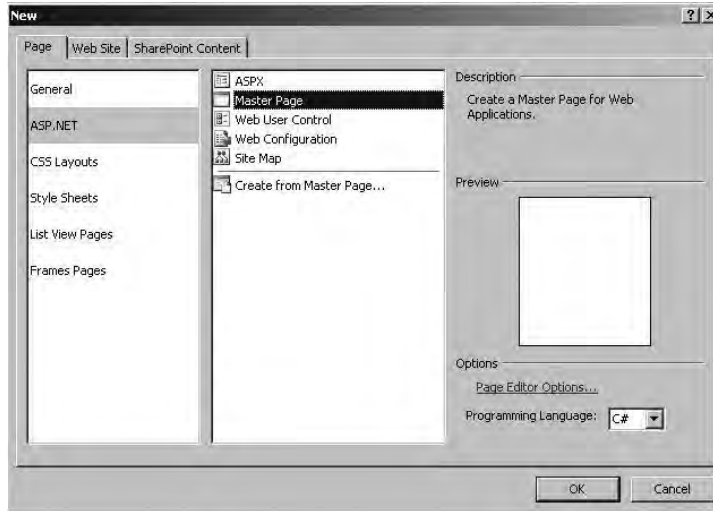 New
Page Web Site SharePoint Content
General
ASP.NET
CSS Layouts
Style Sheets
List View Pages
Frames Pages
ASPX
Master Page
Web User Control
Web Configuration
Site Map
Create from Master Page...
Description
Create a Master Page for Web
Applications.
Preview
Options
Page Editor Options...
Programming Language: C#
OK Cancel